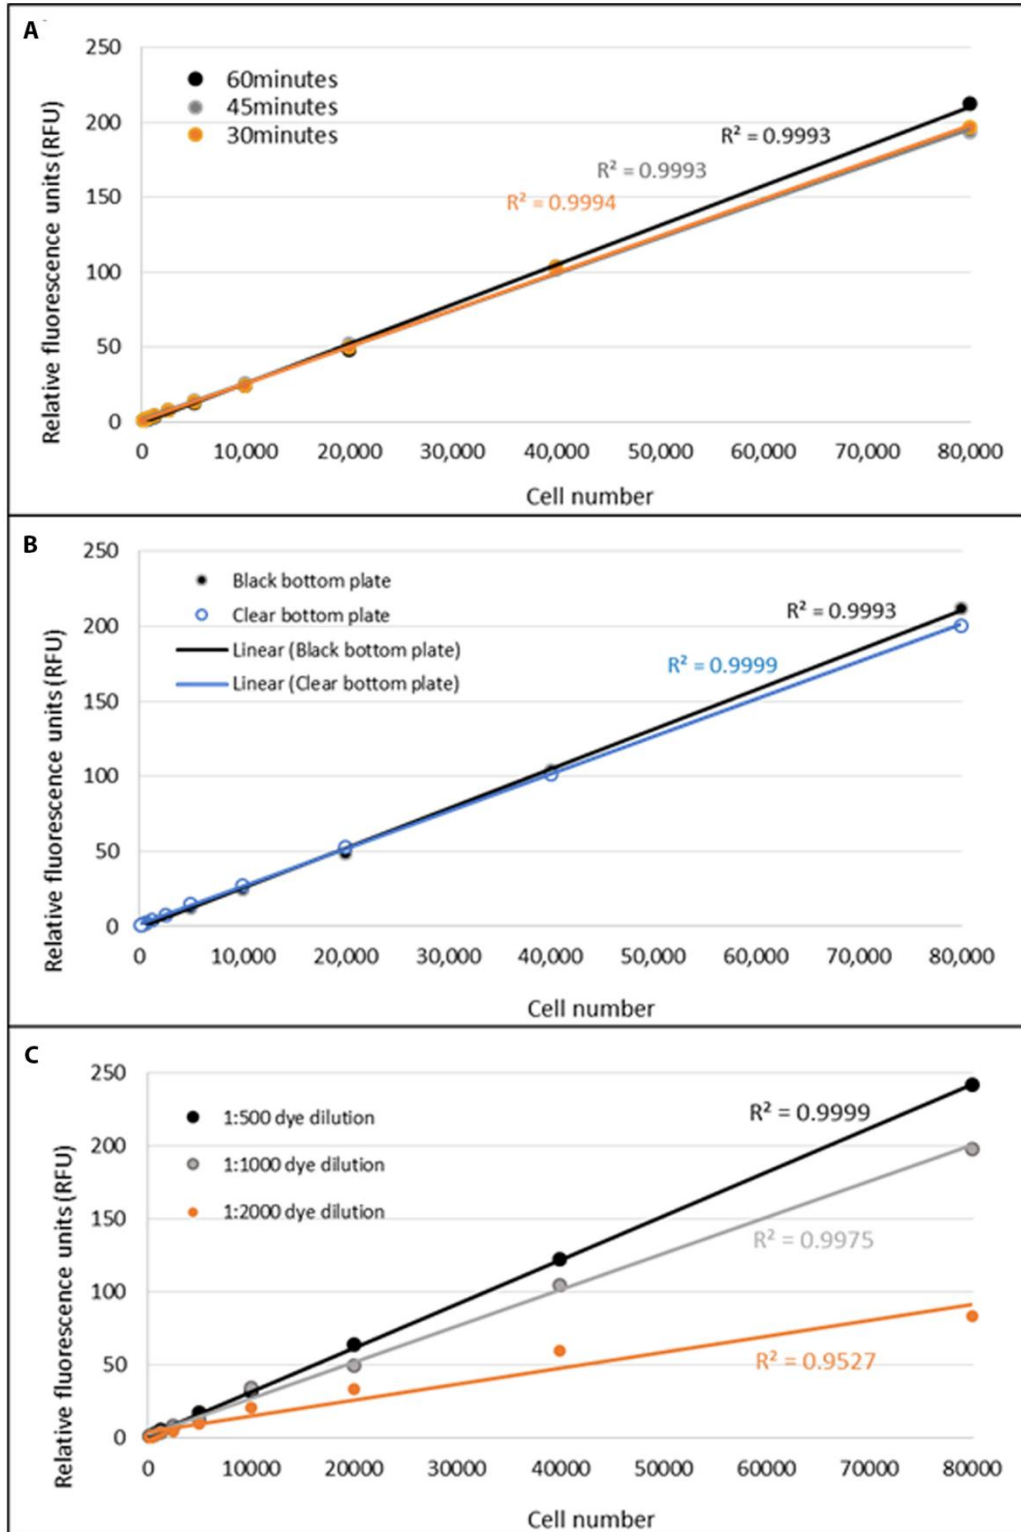 A
250
200
150
100
50
0
Relative fluorescence units (RFU)
60minutes
45minutes
30minutes
R² = 0.9993
R² = 0.9993
R² = 0.9994
0 10,000 20,000 30,000 40,000 50,000 60,000 70,000 80,000
Cell number
B
250
200
150
100
50
0
Relative fluorescence units (RFU)
Black bottom plate
Clear bottom plate
Linear (Black bottom plate)
Linear (Clear bottom plate)
R² = 0.9993
R² = 0.9999
0 10,000 20,000 30,000 40,000 50,000 60,000 70,000 80,000
Cell number
C
250
200
150
100
50
0
Relative fluorescence units (RFU)
1:500 dye dilution
1:1000 dye dilution
1:2000 dye dilution
R² = 0.9999
R² = 0.9975
R² = 0.9527
0 10000 20000 30000 40000 50000 60000 70000 80000
Cell number